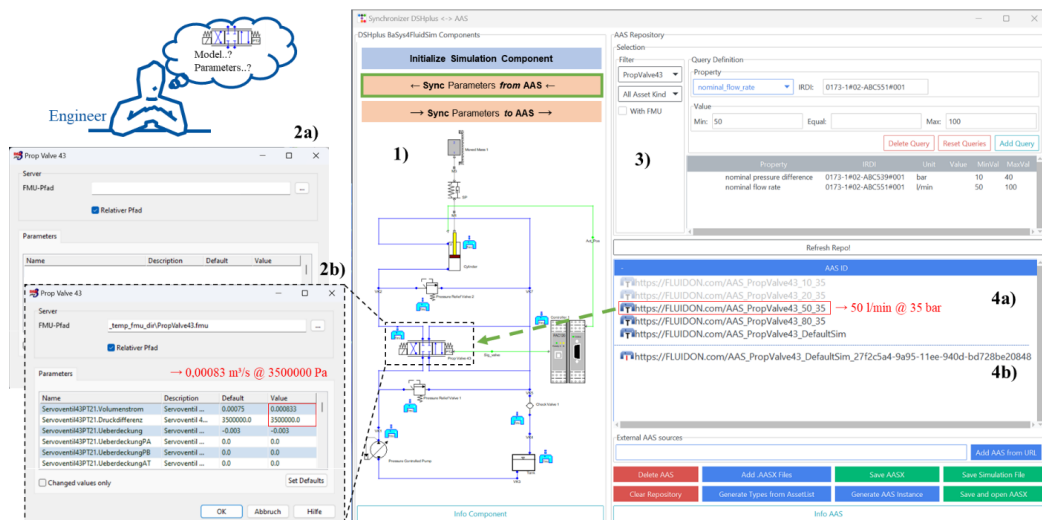 Model..?
Parameters..?
Engineer
2a)
Prop Valve 43
Server
FMU-Pfad
...
Relativer Pfad
Parameters
Name Description Default Value
2b)
Prop Valve 43
Server
FMU-Pfad
_temp_fmu_dir\PropValve43.fmu
...
Relativer Pfad
Parameters
→ 0,00083 m³/s @ 3500000 Pa
Name Description Default Value
Servoventil43PT21.Volumenstrom Servoventil ... 0.00075 0.000833
Servoventil43PT21.Druckdifferenz Servoventil 4... 3500000.0 3500000.0
Servoventil43PT21.Ueberdeckung Servoventil ... -0.003 -0.003
Servoventil43PT21.UeberdeckungPA Servoventil ... 0.0 0.0
Servoventil43PT21.UeberdeckungPB Servoventil ... 0.0 0.0
Servoventil43PT21.UeberdeckungAT Servoventil ... 0.0 0.0
Changed values only
Set Defaults
OK Abbruch Hilfe
Synchronizer DSHplus <-> AAS
DSHplus BaSys4FluidSim Components
Initialize Simulation Component
← Sync Parameters from AAS ←
→ Sync Parameters to AAS →
1)
Cylinder
Pressure Relief Valve 2
Prop Valve 43
Pressure Relief Valve 1
Check Valve 1
Pressure Controlled Pump
Info Component
AAS Repository
Selection
Filter
PropValve43
All Asset Kind
With FMU
3)
Query Definition
Property
nominal_flow_rate
IRDI:
0173-1#02-ABC551#001
Value
Min: 50 Equal: Max: 100
Delete Query Reset Queries Add Query
Property IRDI Unit Value MinVal MaxVal
nominal pressure difference 0173-1#02-ABC539#001 bar 10 40
nominal flow rate 0173-1#02-ABC551#001 l/min 50 100
Refresh Repo!
AAS ID
https://FLUIDON.com/AAS_PropValve43_10_35
https://FLUIDON.com/AAS_PropValve43_20_35
https://FLUIDON.com/AAS_PropValve43_50_35
→ 50 l/min @ 35 bar
4a)
https://FLUIDON.com/AAS_PropValve43_80_35
https://FLUIDON.com/AAS_PropValve43_DefaultSim
https://FLUIDON.com/AAS_PropValve43_DefaultSim_27f2c5a4-9a95-11ee-940d-bd728be20848
4b)
External AAS sources
Add AAS from URL
Delete AAS Add .AASX Files Save AASX Save Simulation File
Clear Repository Generate Types from AssetList Generate AAS Instance Save and open AASX
Info AAS